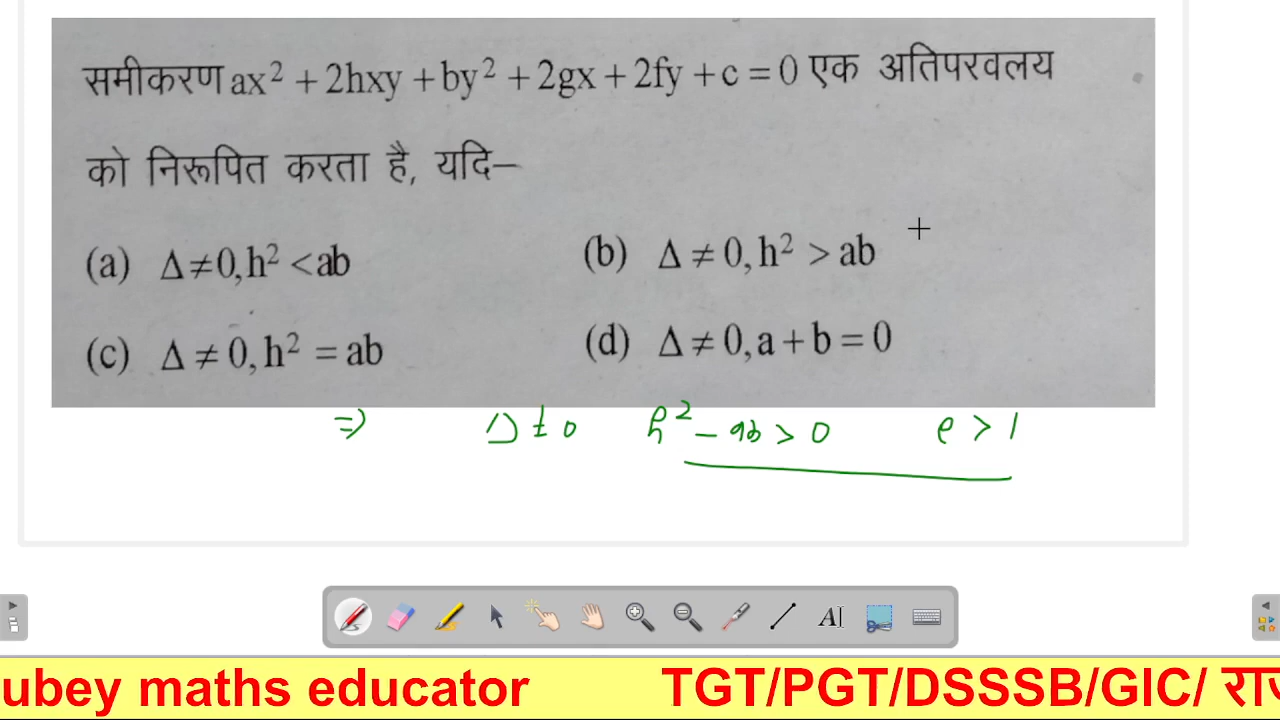 समीकरण ax² + 2hxy + by² + 2gx + 2fy + c = 0 एक अतिपरवलय
को निरूपित करता है, यदि–
(a) Δ≠0, h² < ab
(b) Δ ≠ 0, h² > ab
(c) Δ ≠ 0, h² = ab
(d) Δ ≠ 0, a + b = 0
⇒ Δ ≠ 0 h² – ab > 0 e > 1
AI
ubey maths educator TGT/PGT/DSSSB/GIC/